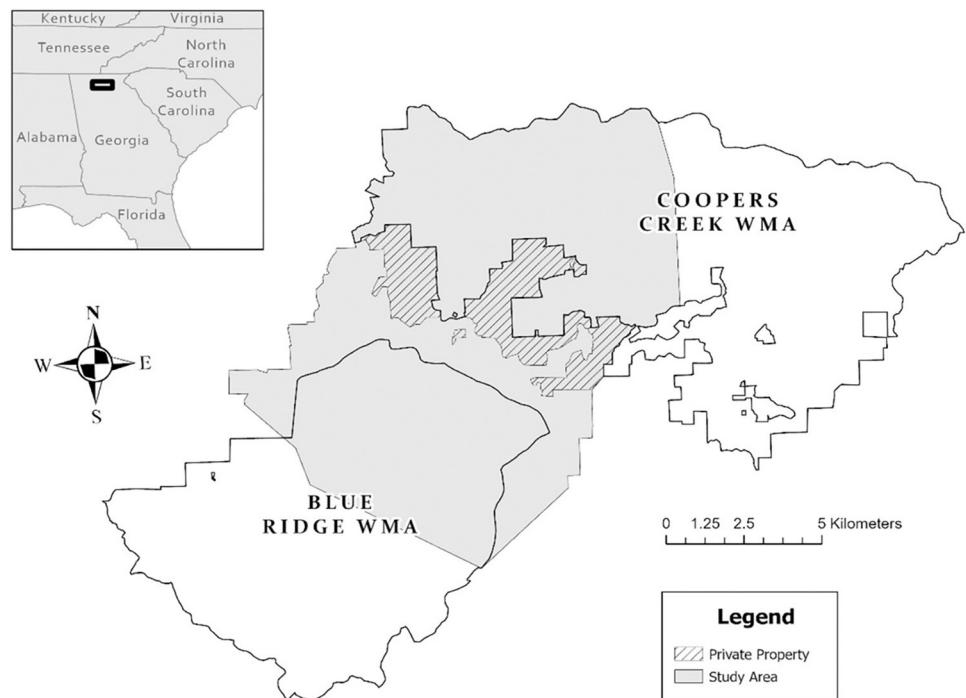 Kentucky
Virginia
Tennessee
North
Carolina
South
Carolina
Alabama
Georgia
Florida
COOPERS
CREEK WMA
N
W
E
S
BLUE
RIDGE WMA
0 1.25 2.5 5 Kilometers
Legend
Private Property
Study Area